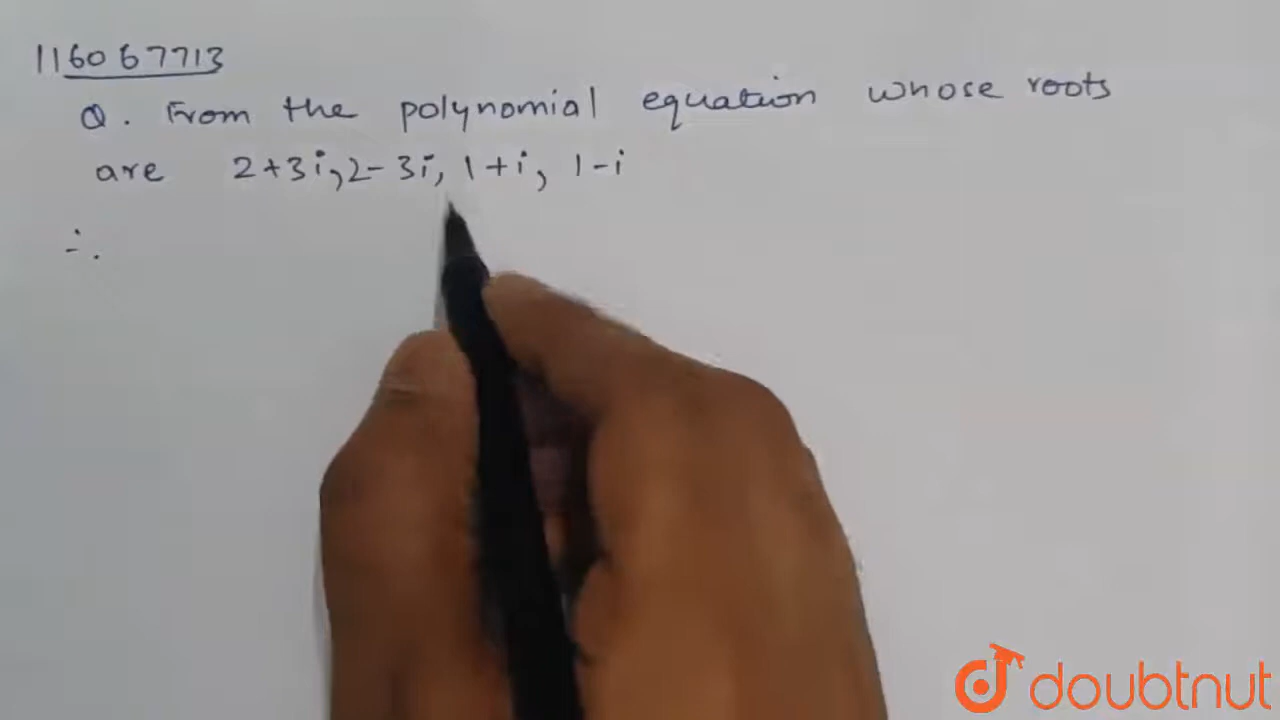 116067713
Q. From the polynomial equation whose roots
are 2+3i, 2-3i, 1+i, 1-i
∴
doubtnut